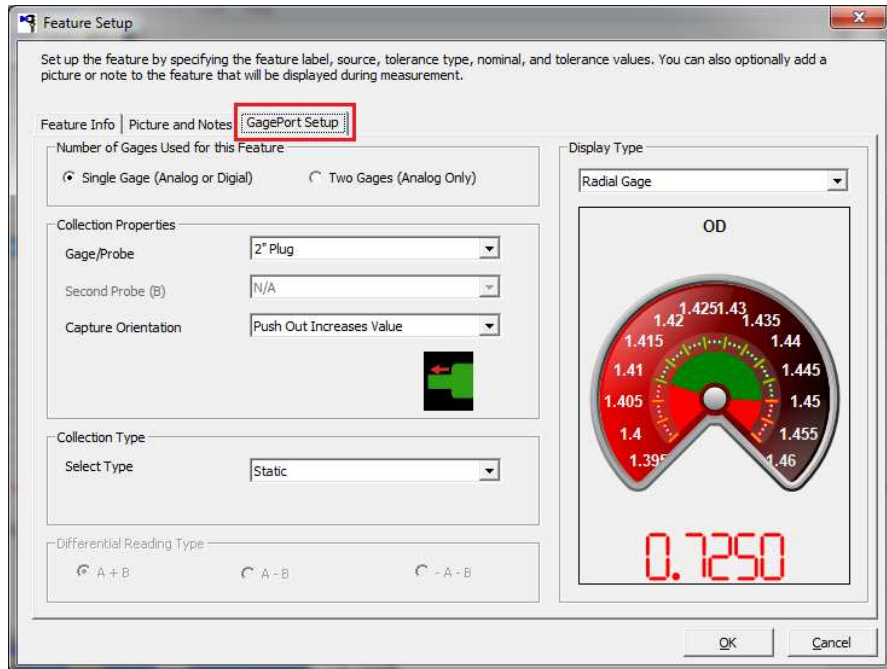 Feature Setup
Set up the feature by specifying the feature label, source, tolerance type, nominal, and tolerance values. You can also optionally add a
picture or note to the feature that will be displayed during measurement.
Feature Info
Picture and Notes
GagePort Setup
Number of Gages Used for this Feature
Single Gage (Analog or Digial)
Two Gages (Analog Only)
Collection Properties
Gage/Probe
2" Plug
Second Probe (B)
N/A
Capture Orientation
Push Out Increases Value
Collection Type
Select Type
Static
Differential Reading Type
A + B
A - B
- A - B
Display Type
Radial Gage
OD
1.395
1.4
1.405
1.41
1.415
1.42
1.425
1.43
1.435
1.44
1.445
1.45
1.455
1.46
0.7250
OK
Cancel